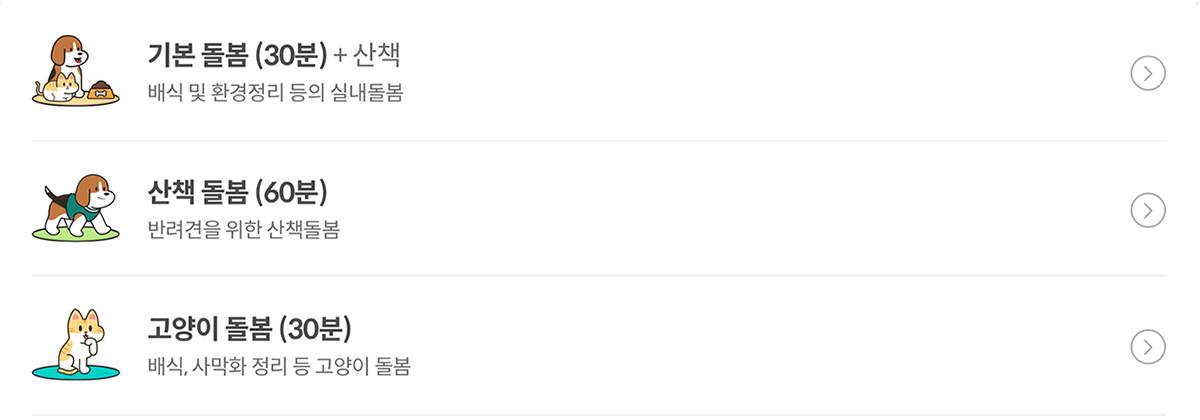 기본 돌봄 (30분) + 산책
배식 및 환경정리 등의 실내돌봄
산책 돌봄 (60분)
반려견을 위한 산책돌봄
고양이 돌봄 (30분)
배식, 사막화 정리 등 고양이 돌봄